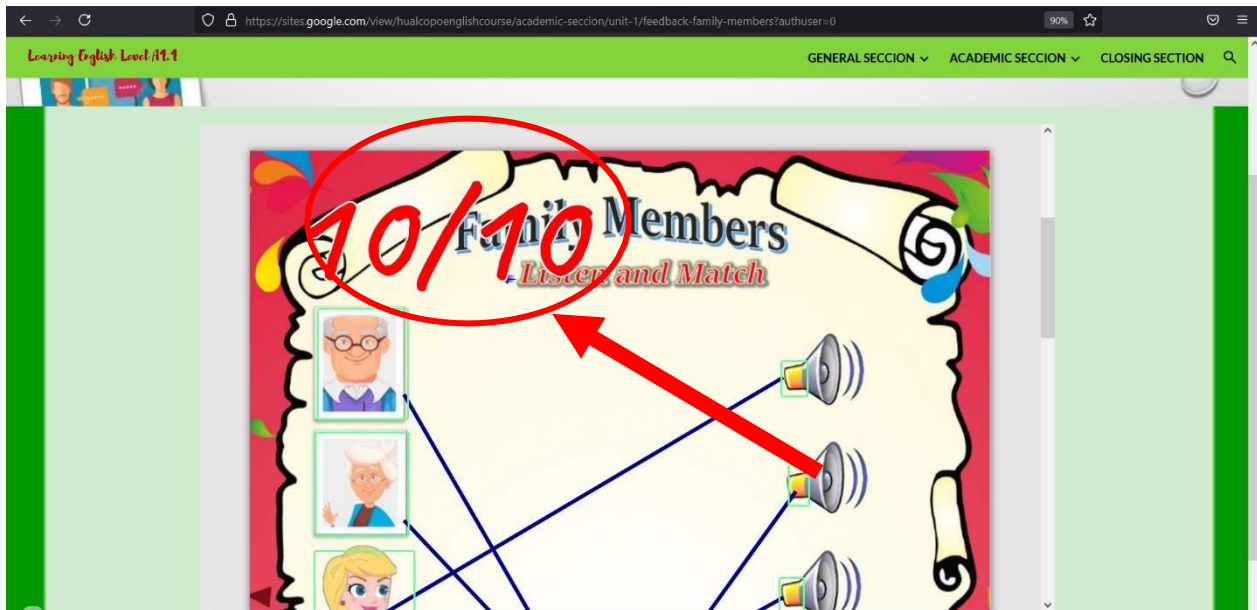 https://sites.google.com/view/hualcopoenglishcourse/academic-seccion/unit-1/feedback-family-members?authuser=0
90%
Learning English Level A1.1
GENERAL SECCION
ACADEMIC SECCION
CLOSING SECTION
10/10
Family Members
Listen and Match